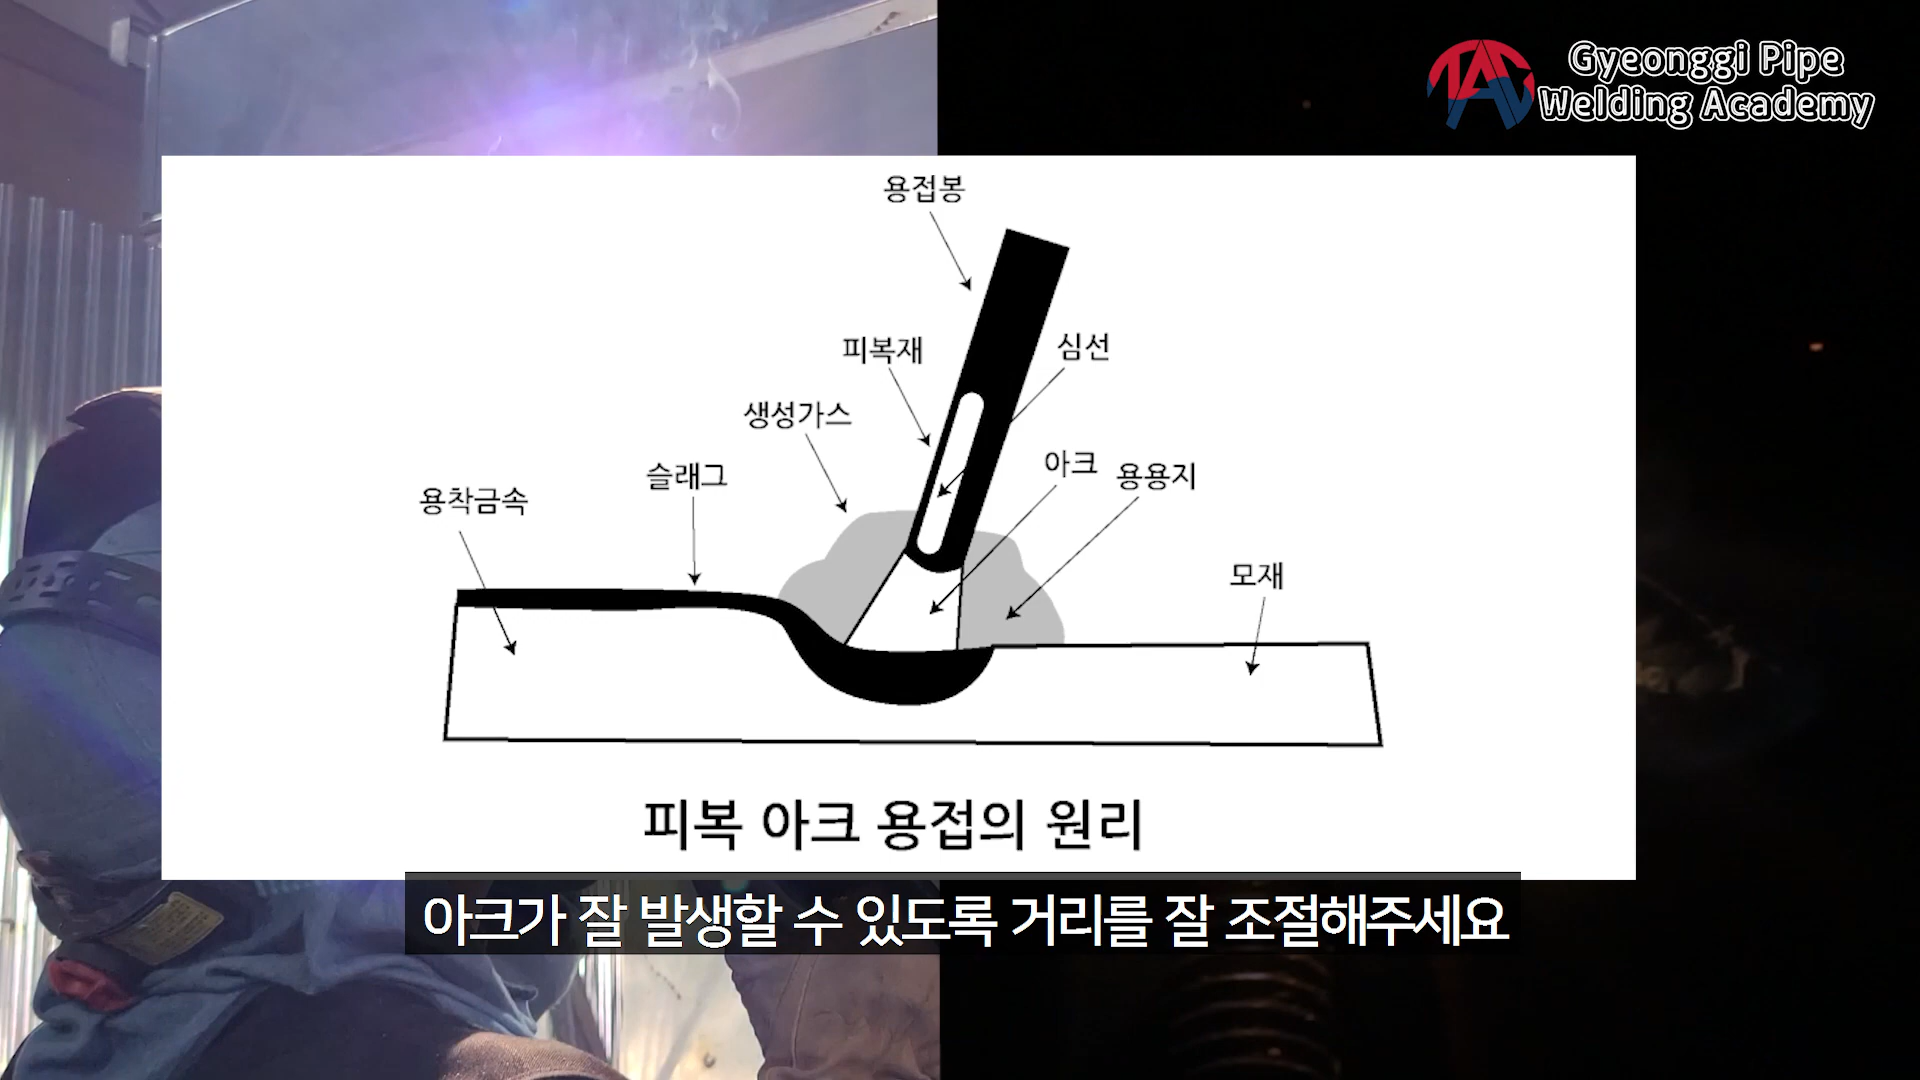 Gyeonggi Pipe
Welding Academy
용접봉
피복재
심선
생성가스
아크
용용지
슬래그
용착금속
모재
피복 아크 용접의 원리
아크가 잘 발생할 수 있도록 거리를 잘 조절해주세요